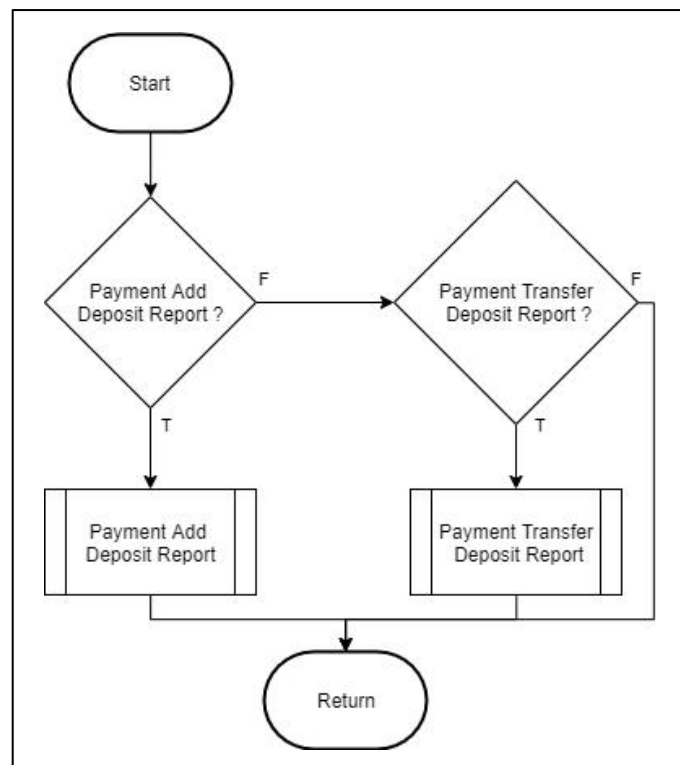 Start
Payment Add
Deposit Report ?
F
Payment Transfer
Deposit Report ?
F
T
T
Payment Add
Deposit Report
Payment Transfer
Deposit Report
Return